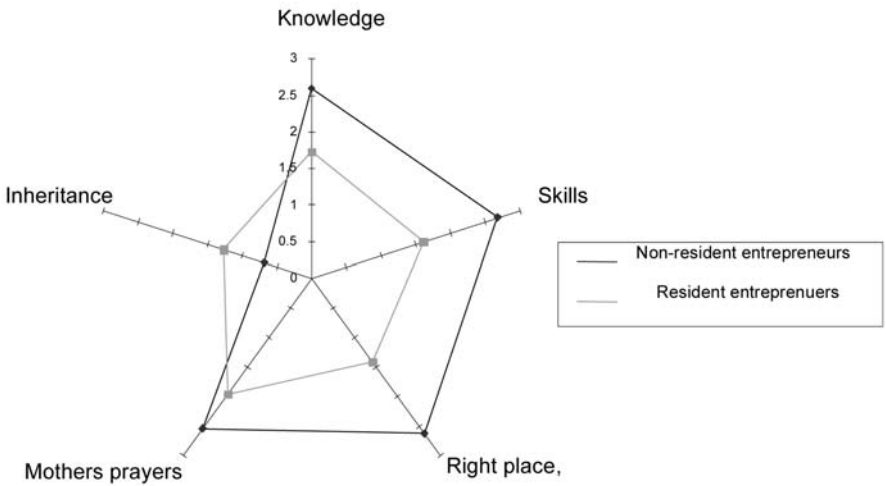 Knowledge
3
2.5
2
1.5
1
0.5
0
Inheritance
Skills
Non-resident entrepreneurs
Resident entreprenuers
Mothers prayers
Right place,